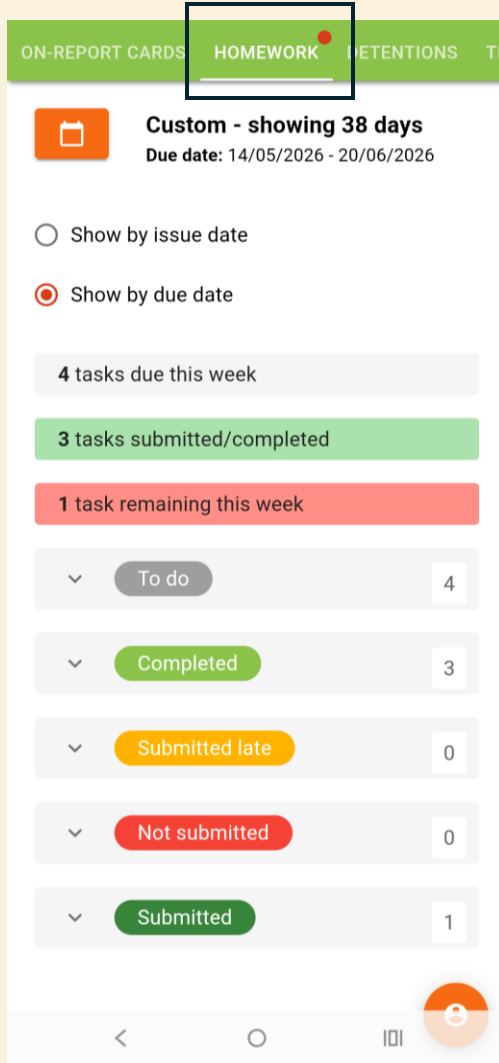 ON-REPORT CARDS HOMEWORK DETENTIONS
Custom - showing 38 days
Due date: 14/05/2026 - 20/06/2026
Show by issue date
Show by due date
4 tasks due this week
3 tasks submitted/completed
1 task remaining this week
To do 4
Completed 3
Submitted late 0
Not submitted 0
Submitted 1